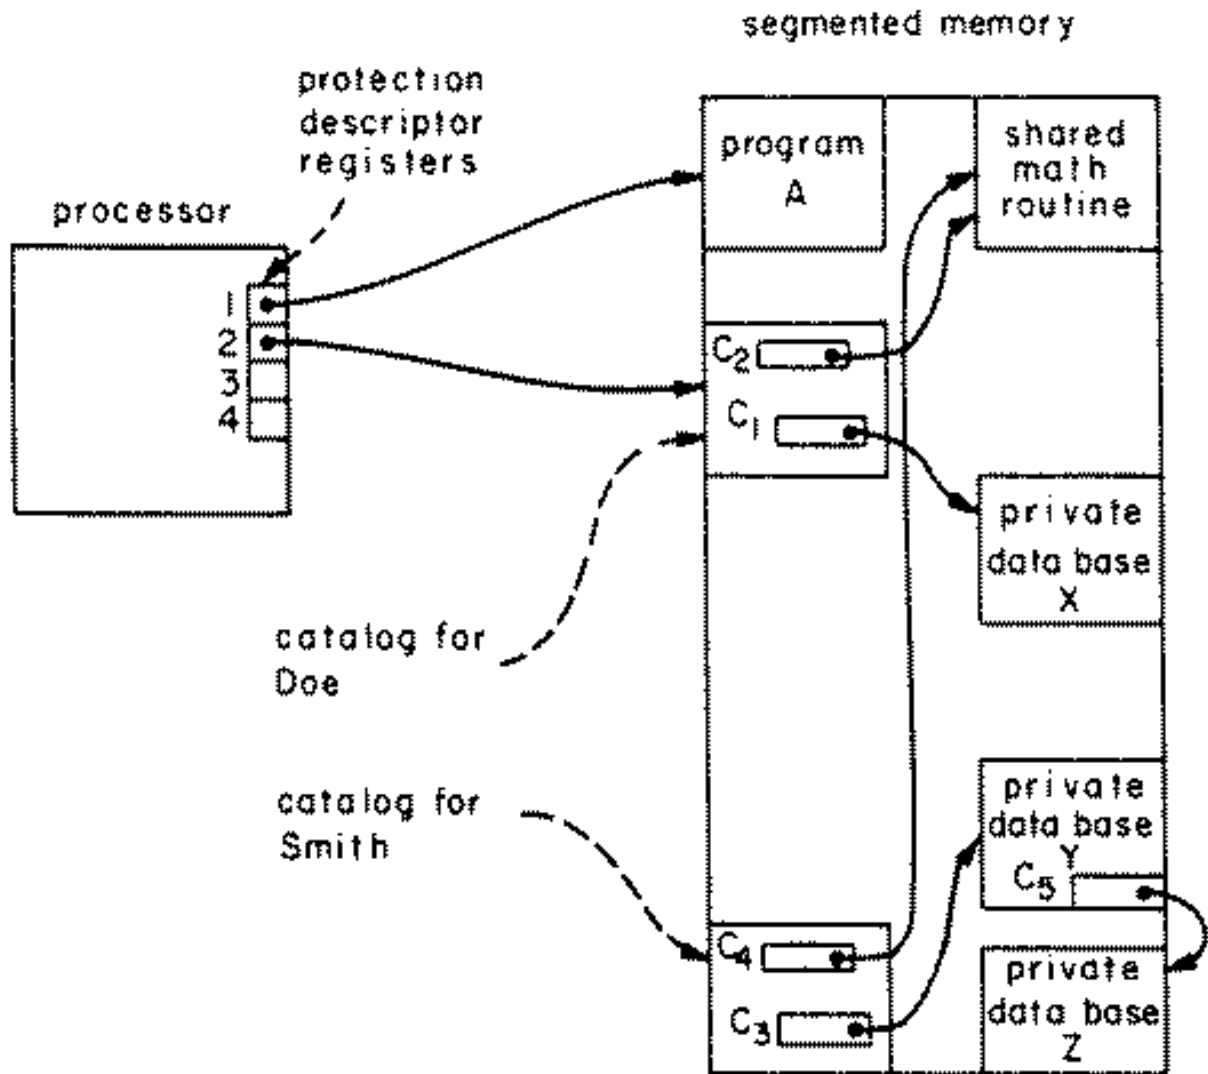 segmented memory
protection
descriptor
registers
processor
1
2
3
4
program
A
shared
math
routine
C2
C1
private
data base
X
catalog for
Doe
catalog for
Smith
private
data base
Y
C5
C4
C3
private
data base
Z